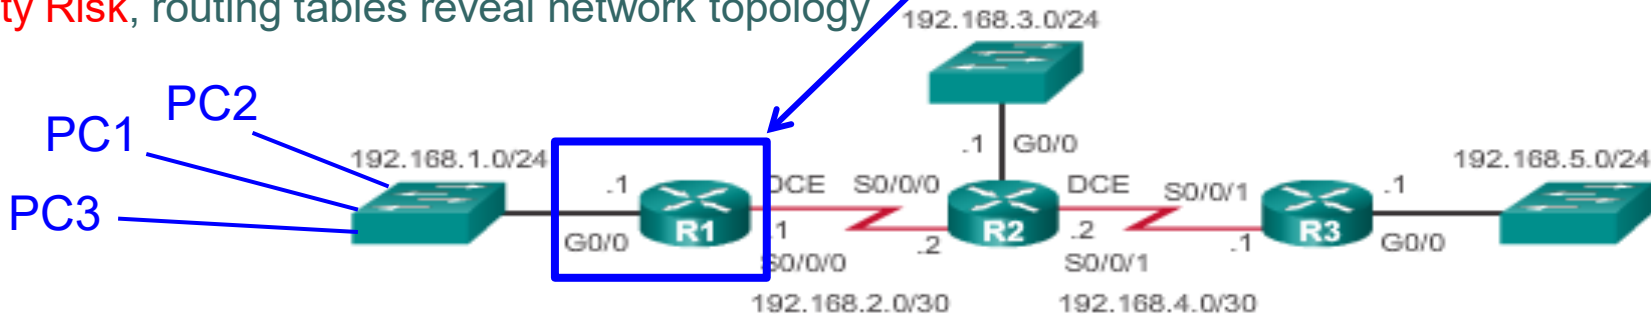 ty Risk, routing tables reveal network topology
192.168.3.0/24
PC2
PC1
PC3
192.168.1.0/24
.1
G0/0
R1
DCE
.1
S0/0/0
S0/0/0
.2
192.168.2.0/30
.1
G0/0
R2
DCE
.2
S0/0/1
S0/0/1
.1
192.168.4.0/30
R3
.1
G0/0
192.168.5.0/24